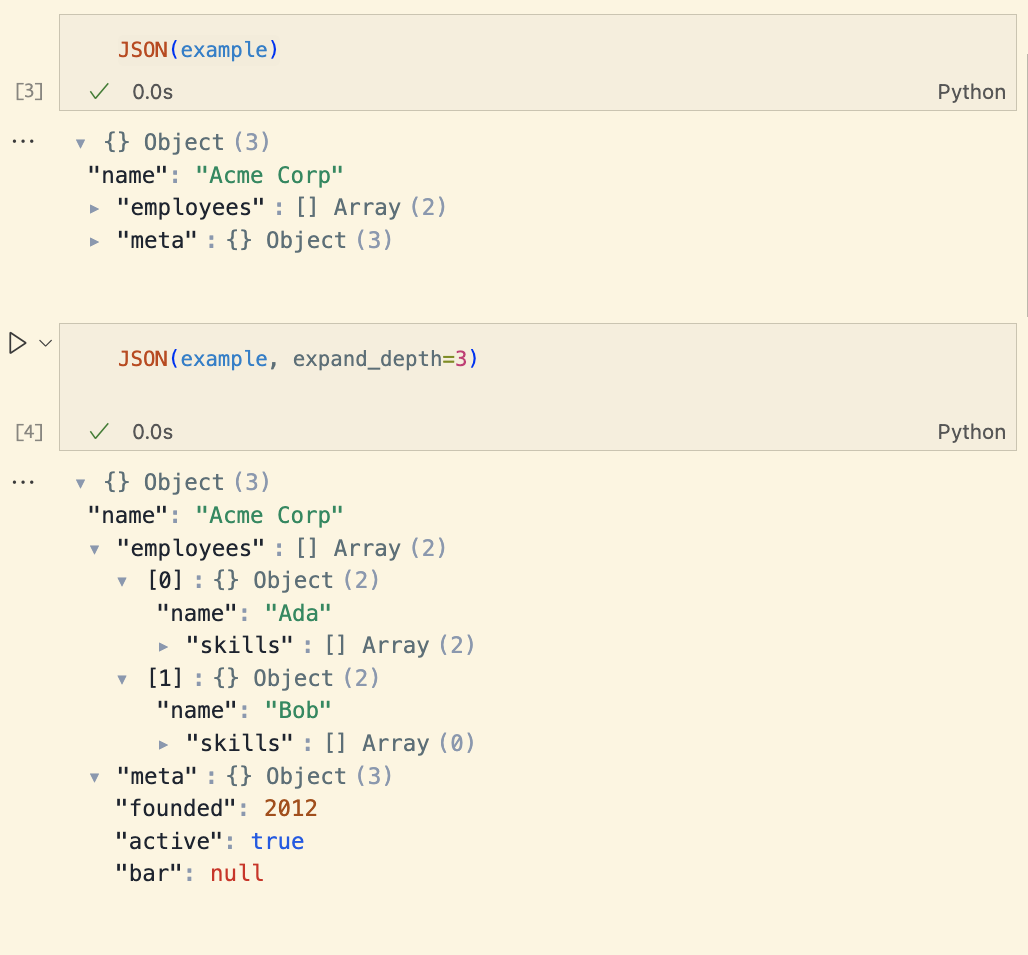 JSON(example)
[3]
0.0s
Python
...
{} Object (3)
"name": "Acme Corp"
"employees" : [] Array (2)
"meta" : {} Object (3)
JSON(example, expand_depth=3)
[4]
0.0s
Python
...
{} Object (3)
"name": "Acme Corp"
"employees" : [] Array (2)
[0] : {} Object (2)
"name": "Ada"
"skills" : [] Array (2)
[1] : {} Object (2)
"name": "Bob"
"skills" : [] Array (0)
"meta" : {} Object (3)
"founded": 2012
"active": true
"bar": null